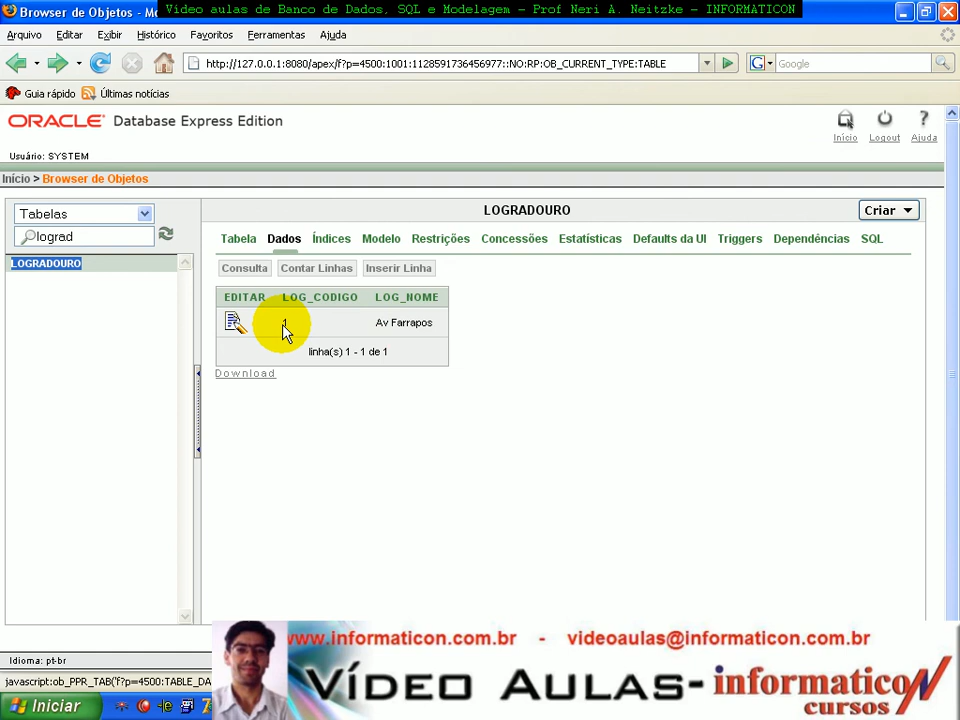 Browser de Objetos - Mo
Vídeo aulas de Banco de Dados, SQL e Modelagem - Prof Neri A. Neitzke - INFORMATICON
Arquivo Editar Exibir Histórico Favoritos Ferramentas Ajuda
http://127.0.0.1:8080/apex/f?p=4500:1001:1128591736456977::NO:RP:OB_CURRENT_TYPE:TABLE
G Google
Guia rápido Últimas notícias
ORACLE Database Express Edition
Início Logout Ajuda
Usuário: SYSTEM
Início > Browser de Objetos
Tabelas
LOGRADOURO
Criar
lograd
Tabela Dados Índices Modelo Restrições Concessões Estatísticas Defaults da UI Triggers Dependências SQL
LOGRADOURO
Consulta Contar Linhas Inserir Linha
EDITAR LOG_CODIGO LOG_NOME
1 Av Farrapos
linha(s) 1 - 1 de 1
Download
www.informaticon.com.br - videoaulas@informaticon.com.br
Idioma: pt-br
javascript:ob_PPR_TAB('f?p=4500:TABLE_DA
VÍDEO AULAS- informaticon
cursos
Iniciar